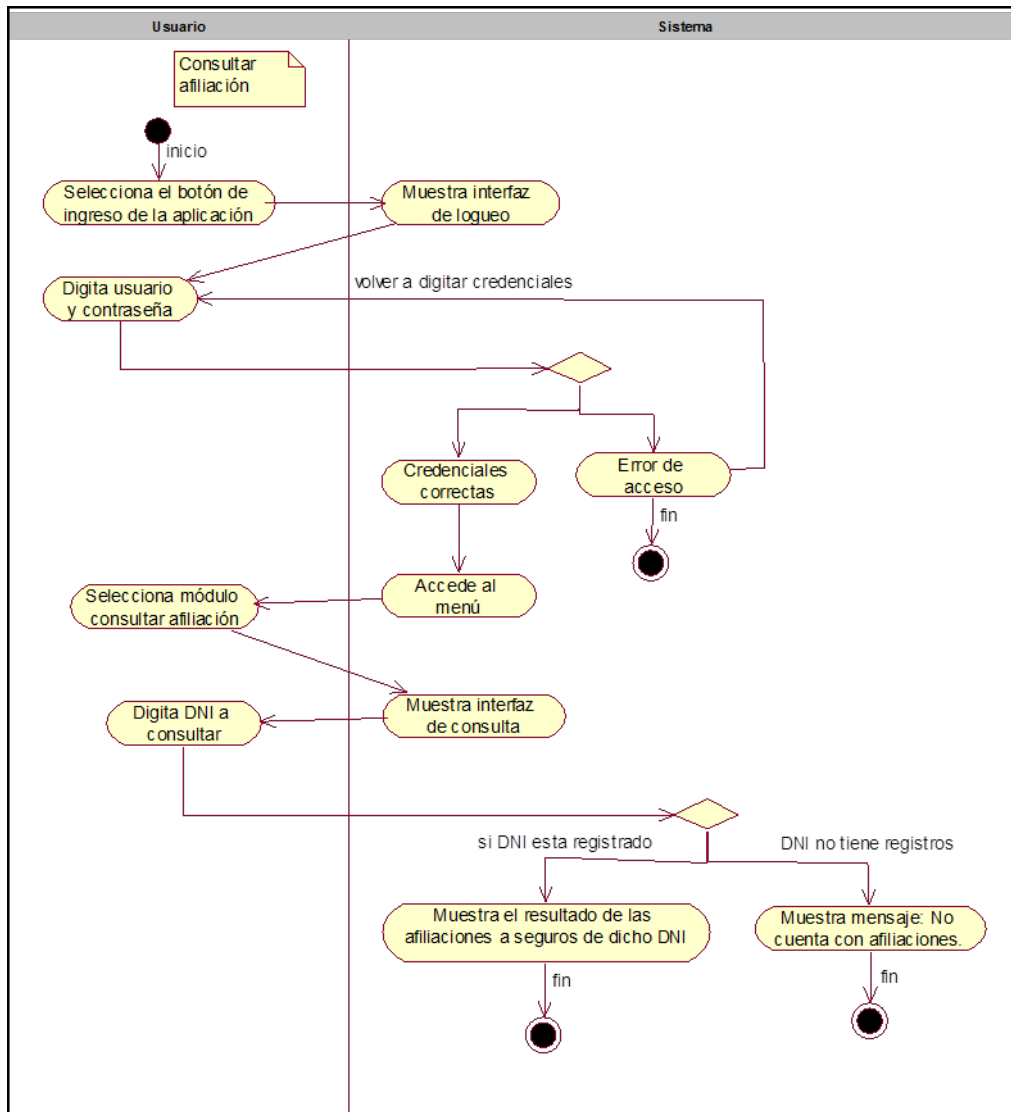 Usuario
Sistema
Consultar
afiliación
inicio
Selecciona el botón de
ingreso de la aplicación
Muestra interfaz
de logueo
volver a digitar credenciales
Digita usuario
y contraseña
Credenciales
correctas
Error de
acceso
fin
Accede al
menú
Selecciona módulo
consultar afiliación
Muestra interfaz
de consulta
Digita DNI a
consultar
si DNI esta registrado
DNI no tiene registros
Muestra el resultado de las
afiliaciones a seguros de dicho DNI
Muestra mensaje: No
cuenta con afiliaciones.
fin
fin